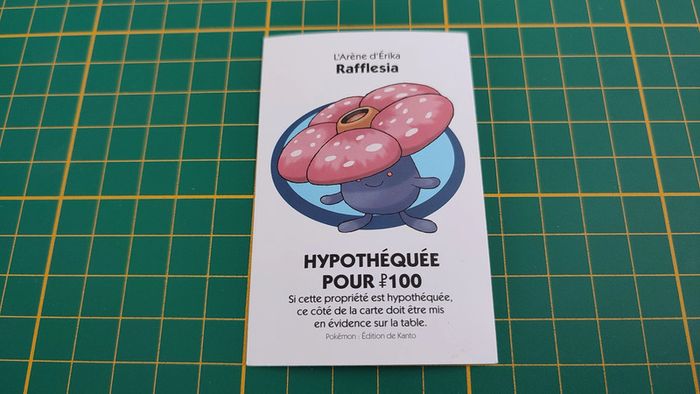 L'Arène d'Érika
Rafflesia
HYPOTHÉQUÉE
POUR ₽100
Si cette propriété est hypothéquée,
ce côté de la carte doit être mis
en évidence sur la table.
Pokémon : Édition de Kanto